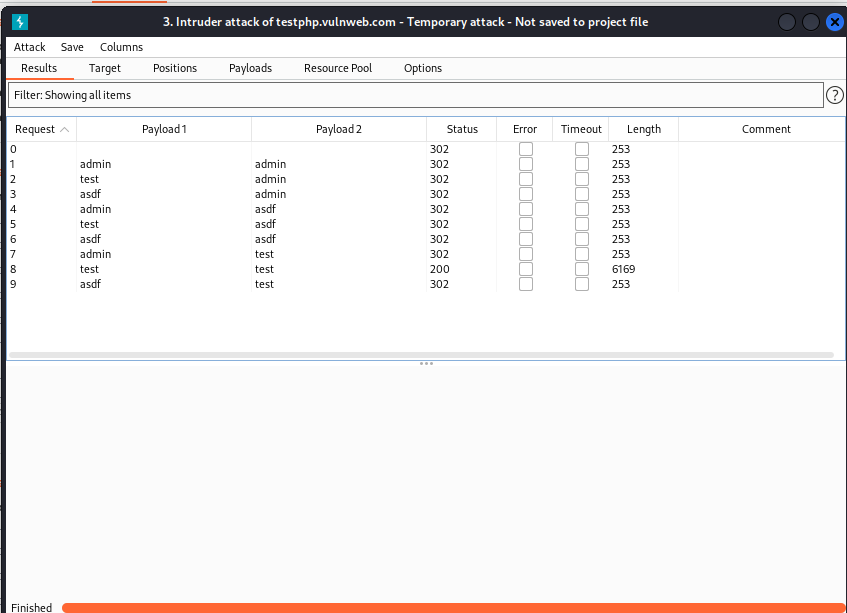 3. Intruder attack of testphp.vulnweb.com - Temporary attack - Not saved to project file
Attack Save Columns
Results Target Positions Payloads Resource Pool Options
Filter: Showing all items ?
Request Payload 1 Payload 2 Status Error Timeout Length Comment
0 302 253
1 admin admin 302 253
2 test admin 302 253
3 asdf admin 302 253
4 admin asdf 302 253
5 test asdf 302 253
6 asdf asdf 302 253
7 admin test 302 253
8 test test 200 6169
9 asdf test 302 253
Finished